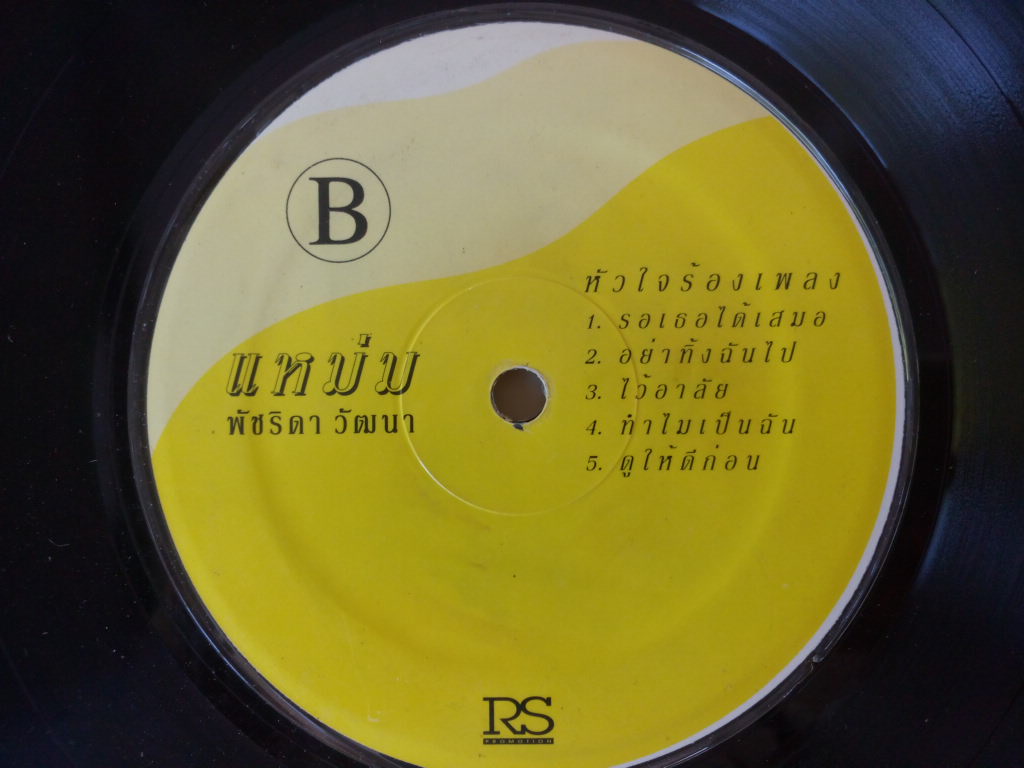 B
แหม่ม
พัชริดา วัฒนา
หัวใจร้องเพลง
1. รอเธอได้เสมอ
2. อย่าทิ้งฉันไป
3. ไว้อาลัย
4. ทำไมเป็นฉัน
5. ดูให้ดีก่อน
RS
PROMOTION